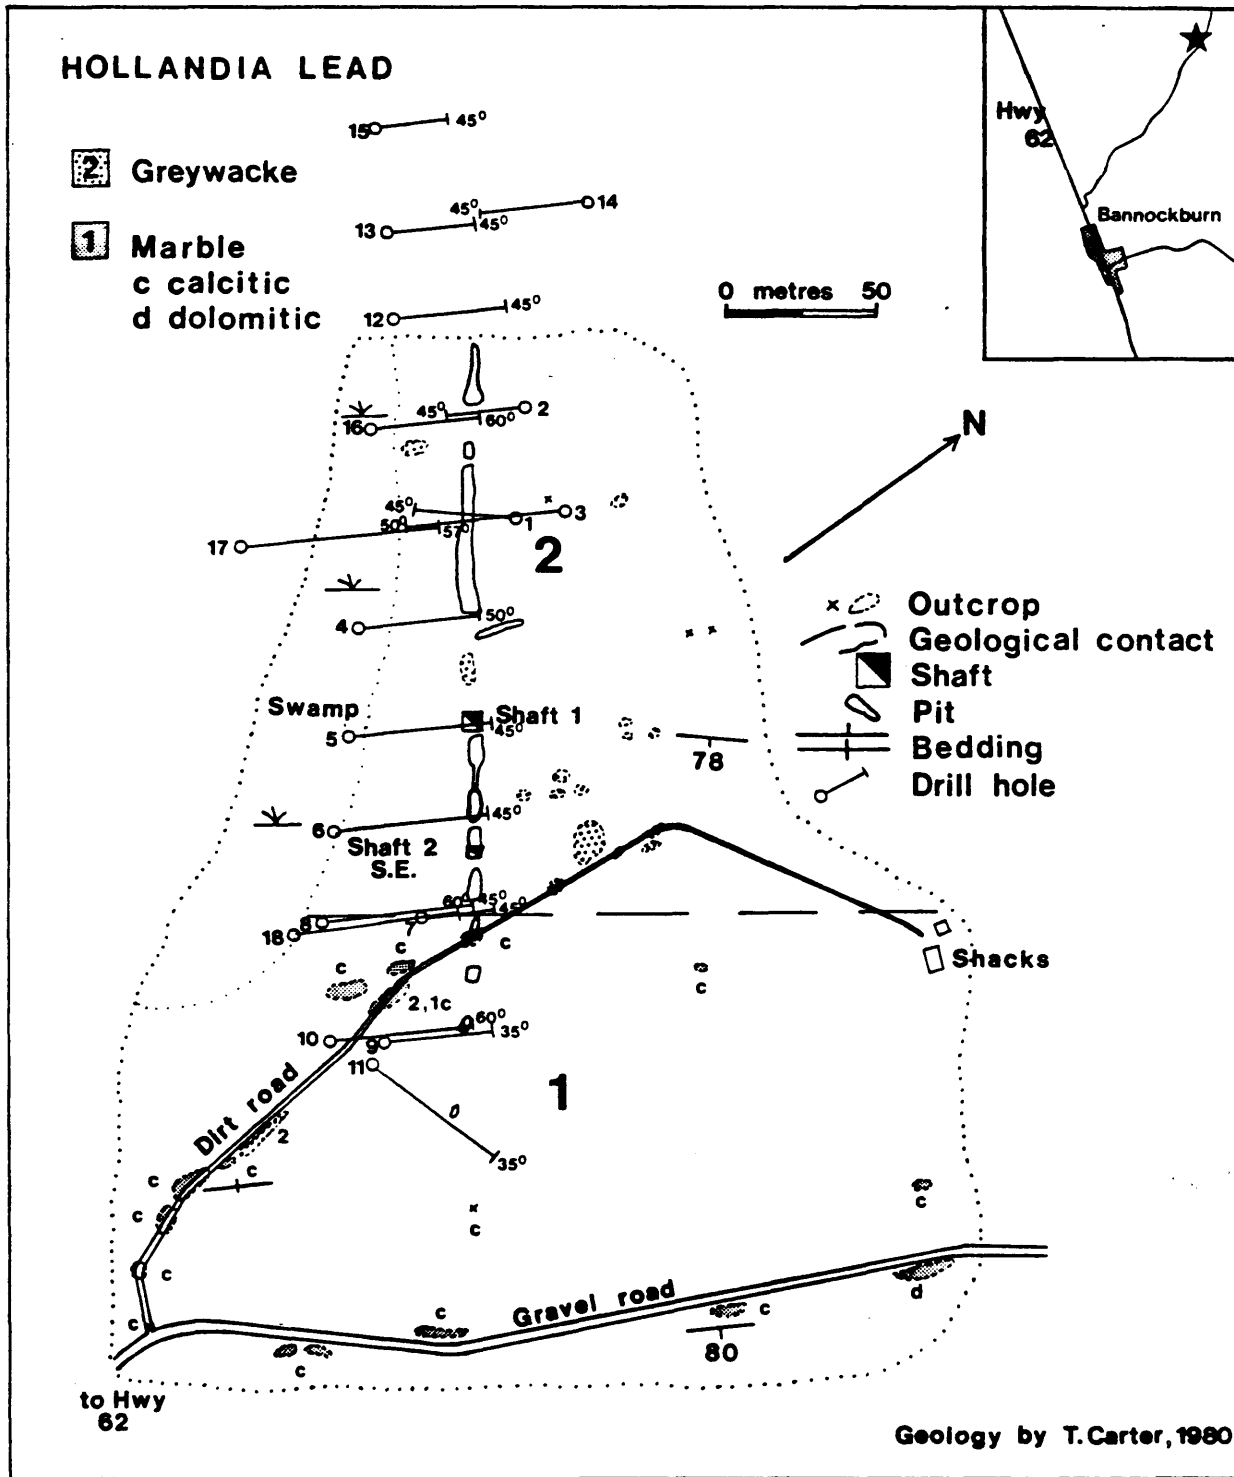 HOLLANDIA LEAD
2 Greywacke
1 Marble
c calcitic
d dolomitic
15 45°
14
45°
13 45°
12 45°
0 metres 50
Hwy
62
Bannockburn
N
45° 2
16 60°
45° 3
1
50° 57°
17
2
4 50°
Swamp
Shaft 1
5 45°
78
6 45°
Shaft 2
S.E.
60 45°
45°
8 7
18
c c c
c
2,1c
Shacks
Outcrop
Geological contact
Shaft
Pit
Bedding
Drill hole
10 60°
9 35°
11
1
35°
Dirt road
2
c
c
c
c
c
c
c
Gravel road
c
c
d
c
80
c
to Hwy
62
Geology by T. Carter, 1980